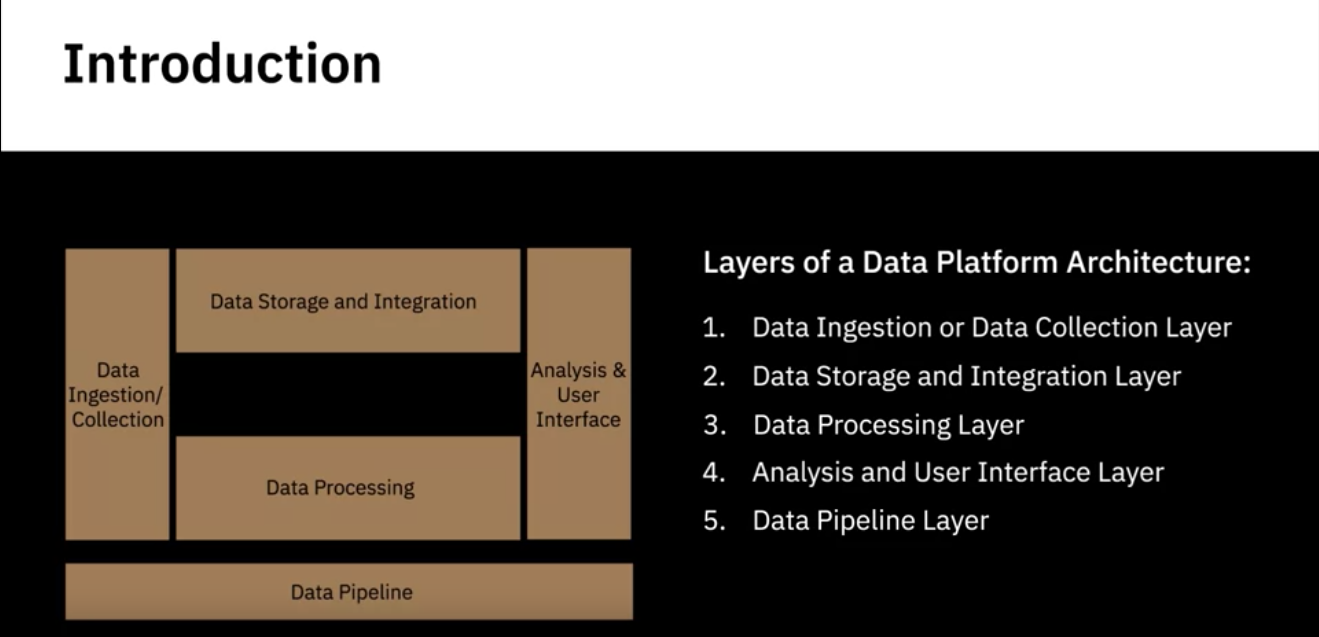 Introduction
Data Storage and Integration
Data
Ingestion/
Collection
Analysis &
User
Interface
Data Processing
Data Pipeline
Layers of a Data Platform Architecture:
1. Data Ingestion or Data Collection Layer
2. Data Storage and Integration Layer
3. Data Processing Layer
4. Analysis and User Interface Layer
5. Data Pipeline Layer